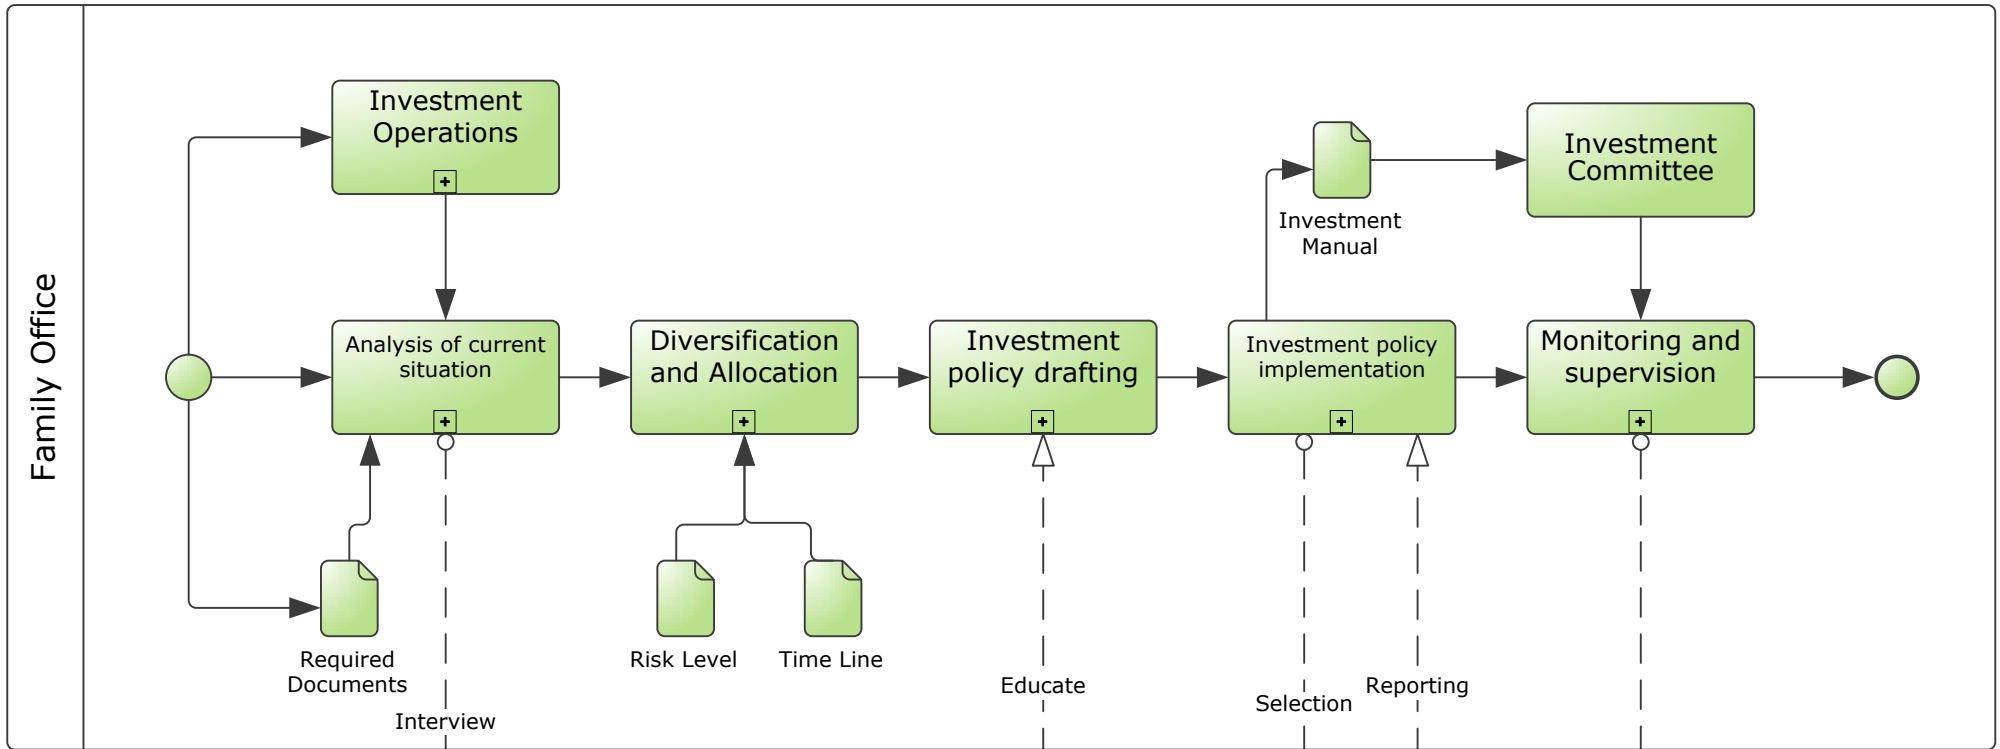 Family Office
Investment
Operations
Analysis of current
situation
Required
Documents
Interview
Diversification
and Allocation
Risk Level
Time Line
Investment
policy drafting
Educate
Investment policy
implementation
Selection
Reporting
Investment
Manual
Investment
Committee
Monitoring and
supervision